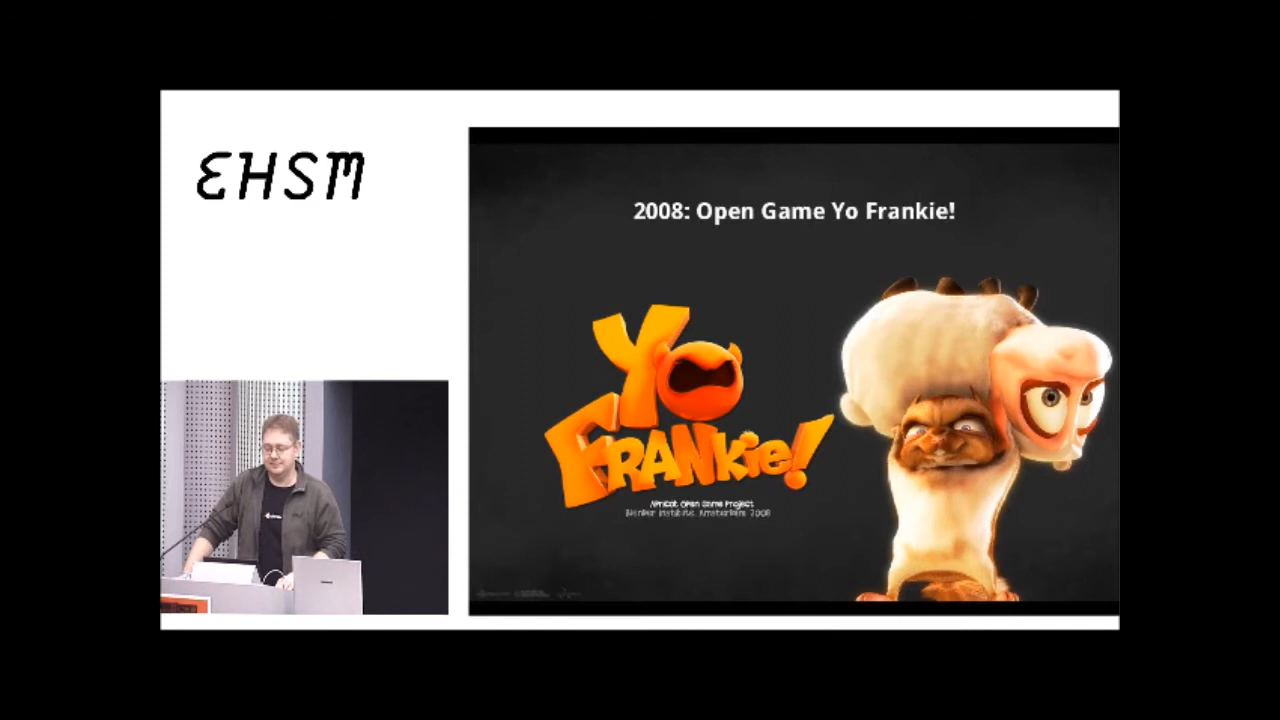 EHSM
2008: Open Game Yo Frankie!
Yo
FRANKie!
Apricot Open Game Project
Blender Institute, Amsterdam 2008